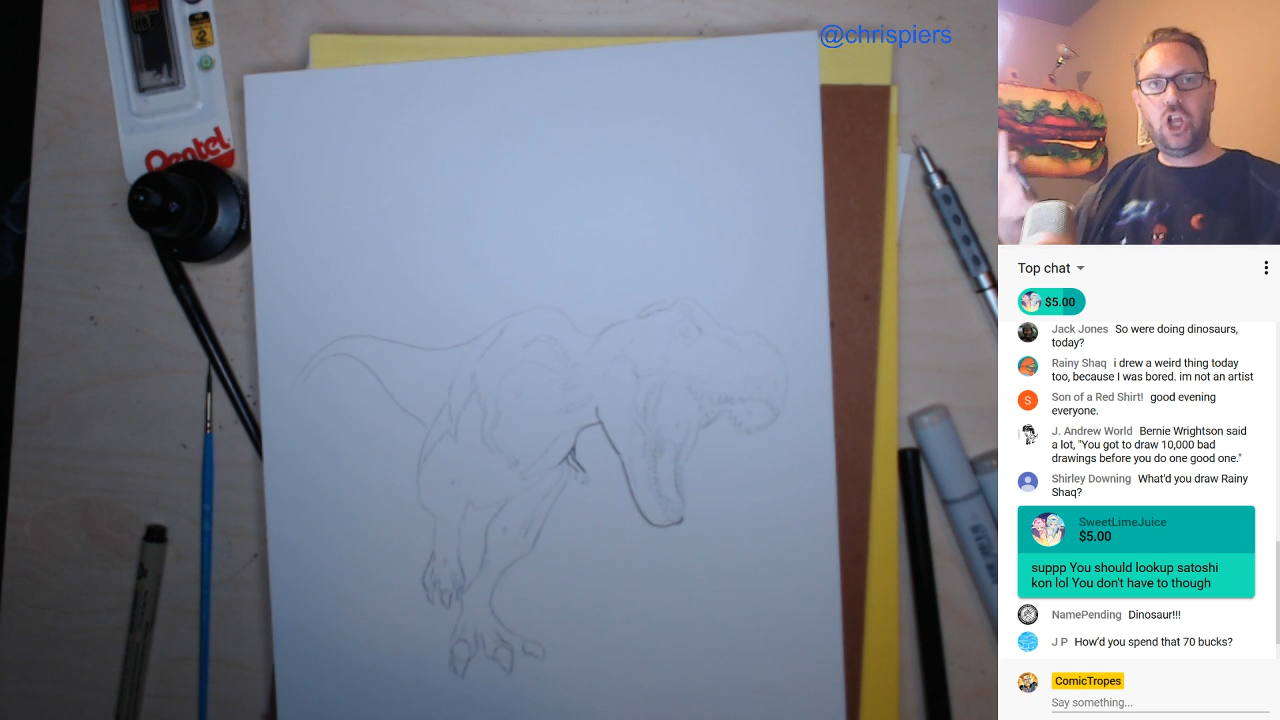 @chrispiers
Pentel
Top chat
$5.00
Jack Jones So were doing dinosaurs,
today?
Rainy Shaq i drew a weird thing today
too, because I was bored. im not an artist
Son of a Red Shirt! good evening
everyone.
J. Andrew World Bernie Wrightson said
a lot, "You got to draw 10,000 bad
drawings before you do one good one."
Shirley Downing What'd you draw Rainy
Shaq?
SweetLimeJuice
$5.00
suppp You should lookup satoshi
kon lol You don't have to though
NamePending Dinosaur!!!
J P How'd you spend that 70 bucks?
ComicTropes
Say something...